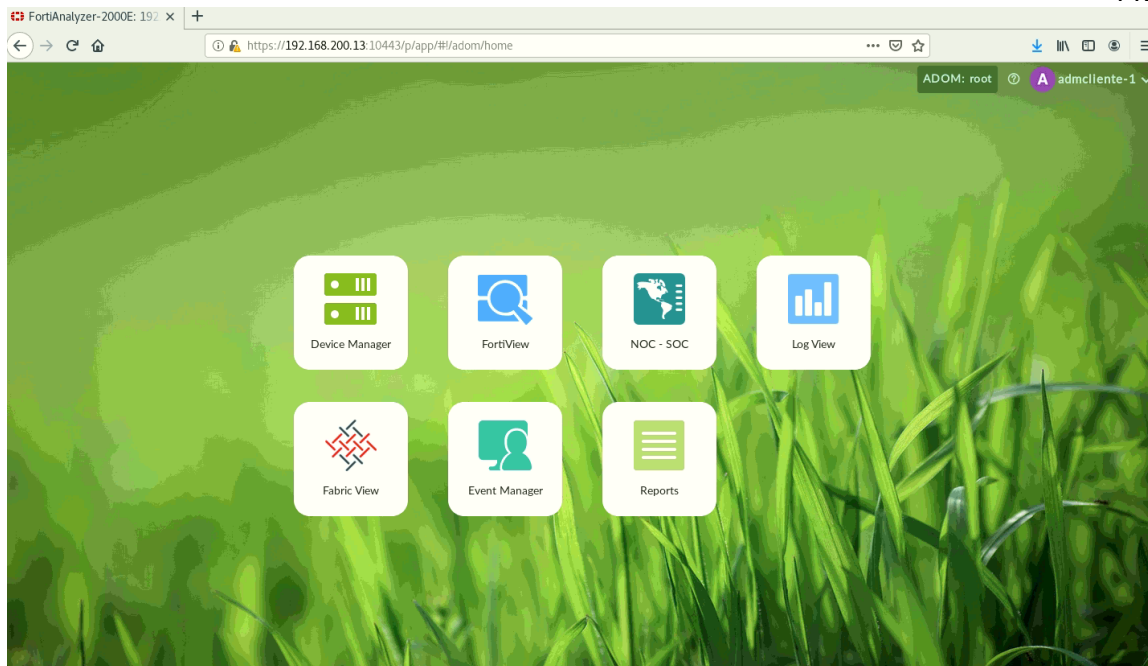 FortiAnalyzer-2000E: 192
https://192.168.200.13:10443/p/app/#!/adom/home
ADOM: root
A admcliente-1
Device Manager
FortiView
NOC - SOC
Log View
Fabric View
Event Manager
Reports